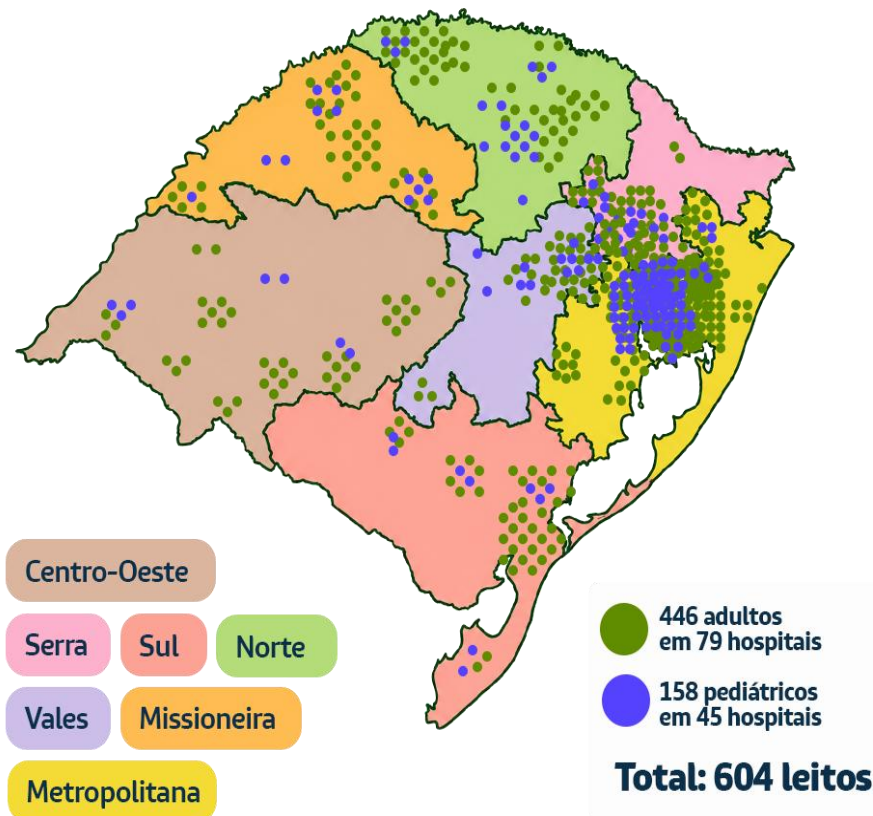 Centro-Oeste
Serra
Sul
Norte
Vales
Missioneira
Metropolitana
446 adultos
em 79 hospitais
158 pediátricos
em 45 hospitais
Total: 604 leitos